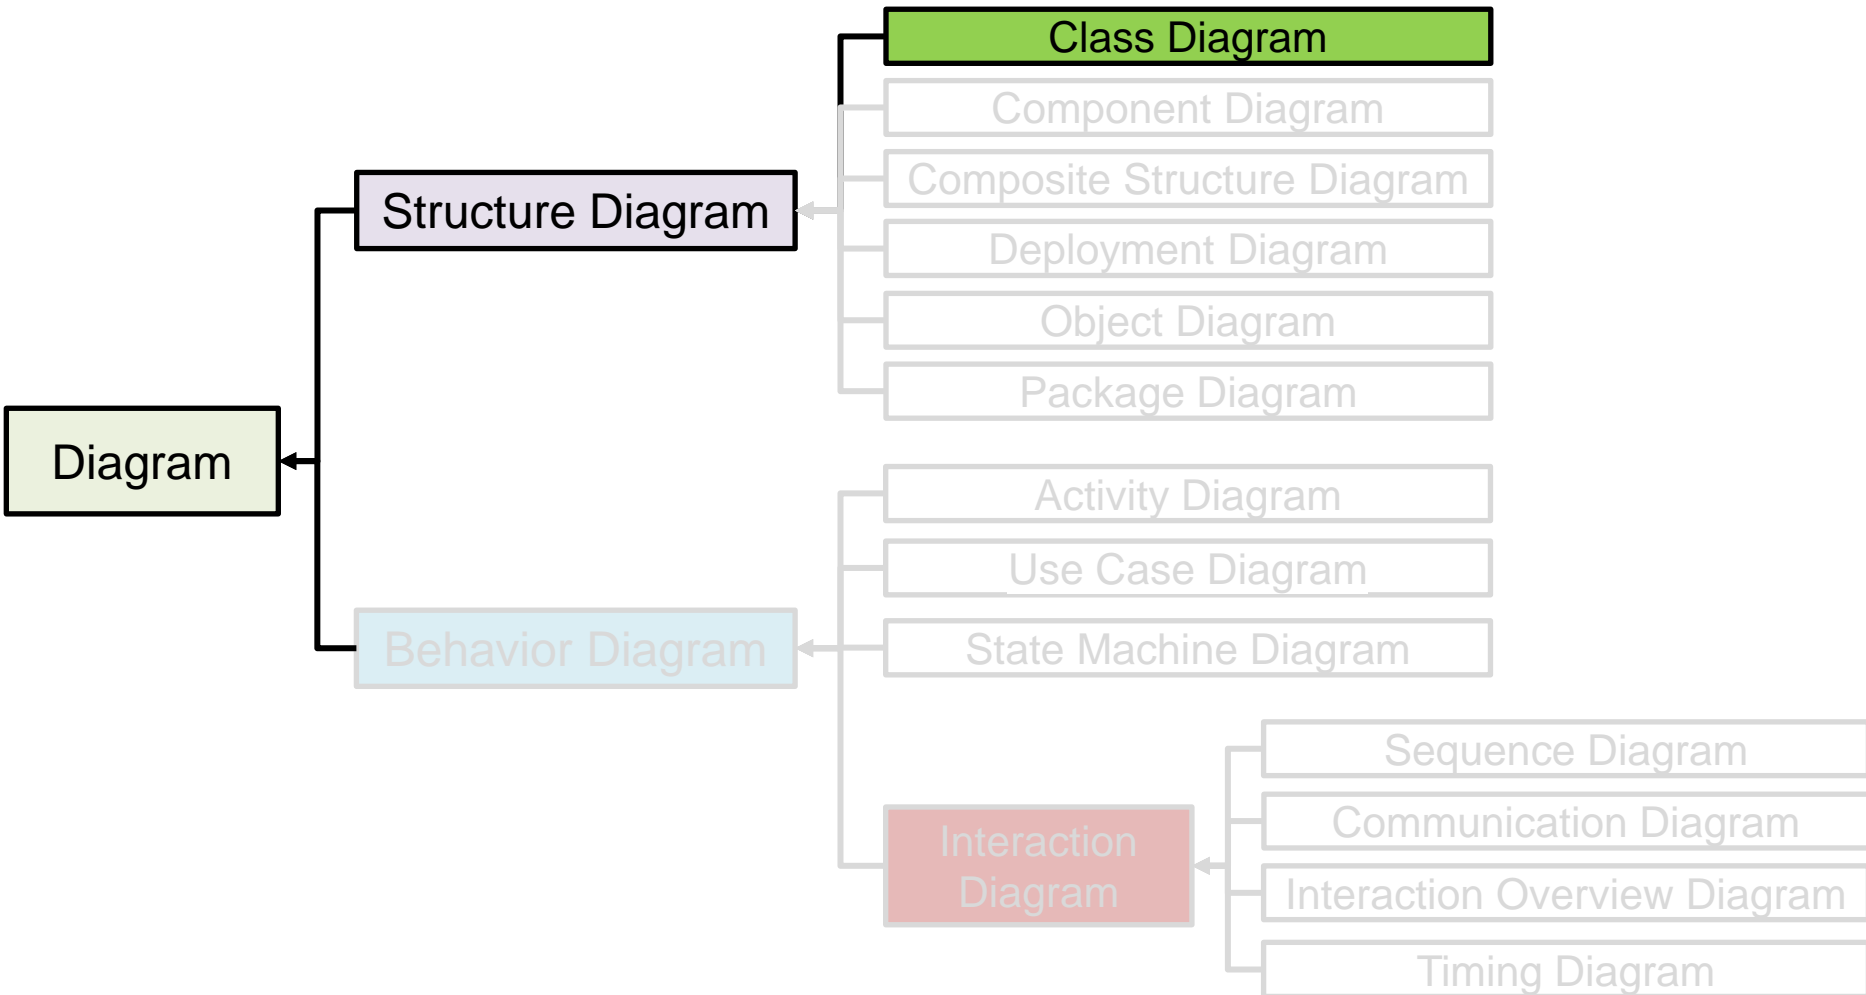 Class Diagram
Component Diagram
Composite Structure Diagram
Structure Diagram
Deployment Diagram
Object Diagram
Package Diagram
Diagram
Activity Diagram
Use Case Diagram
Behavior Diagram
State Machine Diagram
Sequence Diagram
Communication Diagram
Interaction
Diagram
Interaction Overview Diagram
Timing Diagram